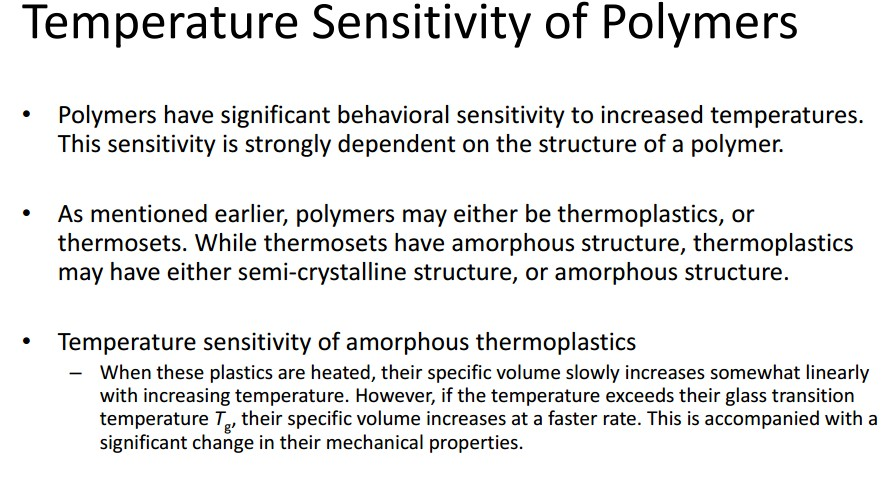 Temperature Sensitivity of Polymers
• Polymers have significant behavioral sensitivity to increased temperatures.
This sensitivity is strongly dependent on the structure of a polymer.
• As mentioned earlier, polymers may either be thermoplastics, or
thermosets. While thermosets have amorphous structure, thermoplastics
may have either semi-crystalline structure, or amorphous structure.
• Temperature sensitivity of amorphous thermoplastics
– When these plastics are heated, their specific volume slowly increases somewhat linearly
with increasing temperature. However, if the temperature exceeds their glass transition
temperature Tg, their specific volume increases at a faster rate. This is accompanied with a
significant change in their mechanical properties.